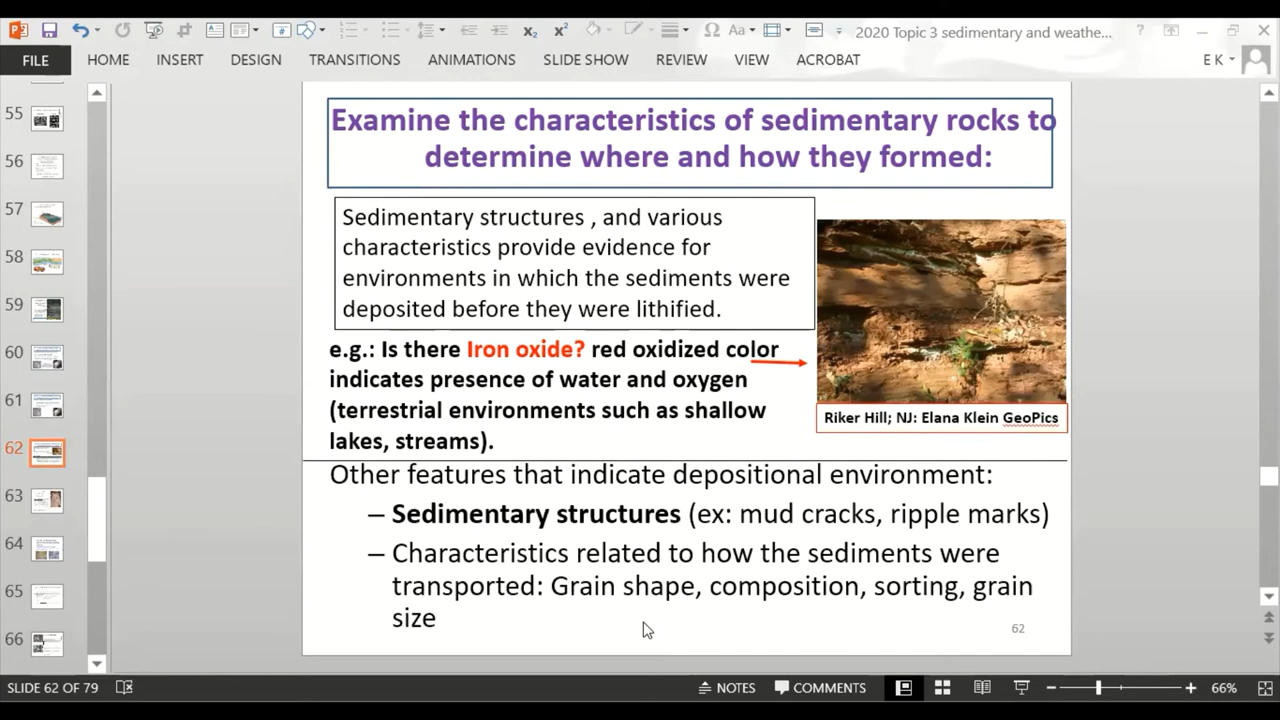 2020 Topic 3 sedimentary and weathe...
FILE HOME INSERT DESIGN TRANSITIONS ANIMATIONS SLIDE SHOW REVIEW VIEW ACROBAT E K
55
56
57
58
59
60
61
62
63
64
65
66
Examine the characteristics of sedimentary rocks to
determine where and how they formed:
Sedimentary structures , and various
characteristics provide evidence for
environments in which the sediments were
deposited before they were lithified.
e.g.: Is there Iron oxide? red oxidized color
indicates presence of water and oxygen
(terrestrial environments such as shallow
lakes, streams).
Riker Hill; NJ: Elana Klein GeoPics
Other features that indicate depositional environment:
– Sedimentary structures (ex: mud cracks, ripple marks)
– Characteristics related to how the sediments were
transported: Grain shape, composition, sorting, grain
size
62
SLIDE 62 OF 79 NOTES COMMENTS 66%